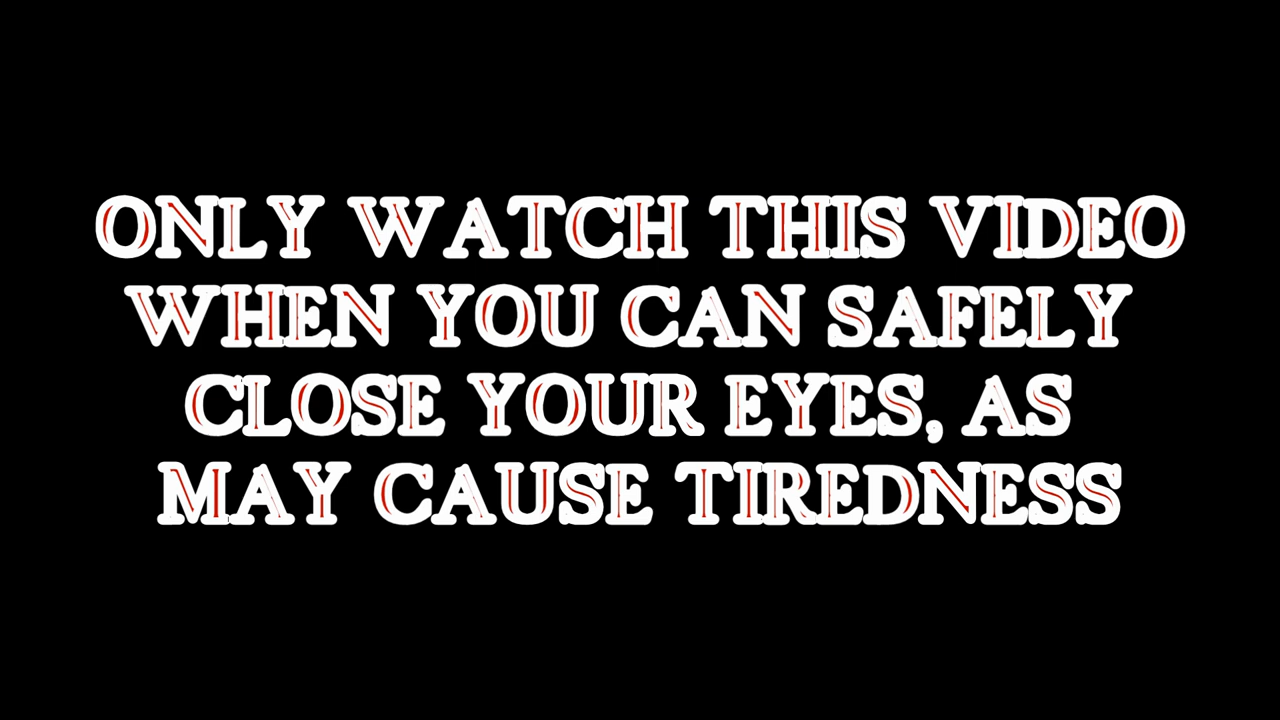 ONLY WATCH THIS VIDEO
WHEN YOU CAN SAFELY
CLOSE YOUR EYES, AS
MAY CAUSE TIREDNESS